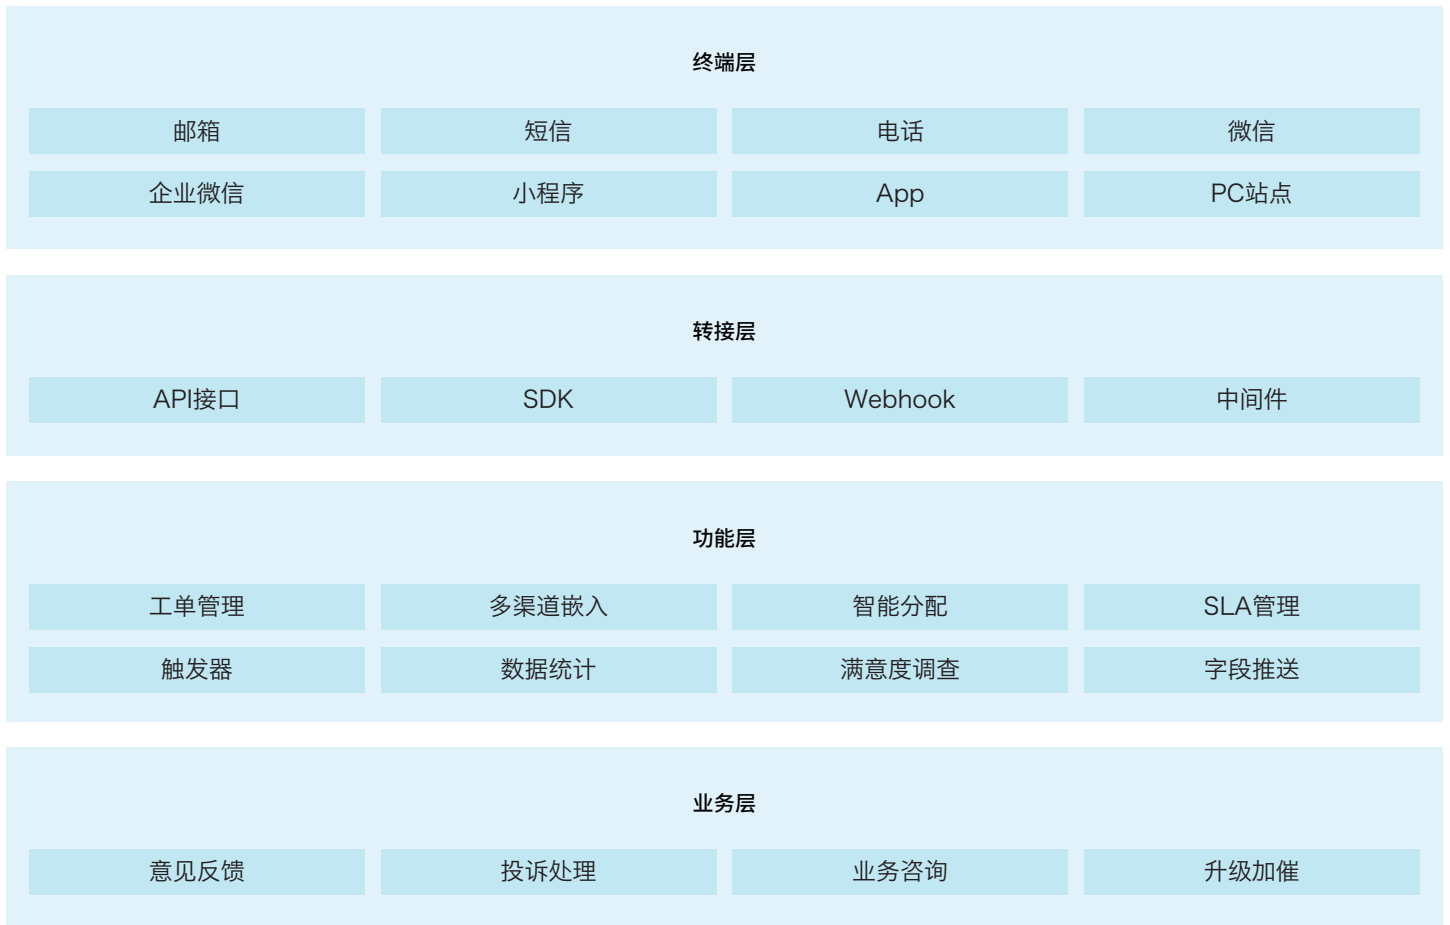 终端层
邮箱 短信 电话 微信
企业微信 小程序 App PC站点
转接层
API接口 SDK Webhook 中间件
功能层
工单管理 多渠道嵌入 智能分配 SLA管理
触发器 数据统计 满意度调查 字段推送
业务层
意见反馈 投诉处理 业务咨询 升级加催